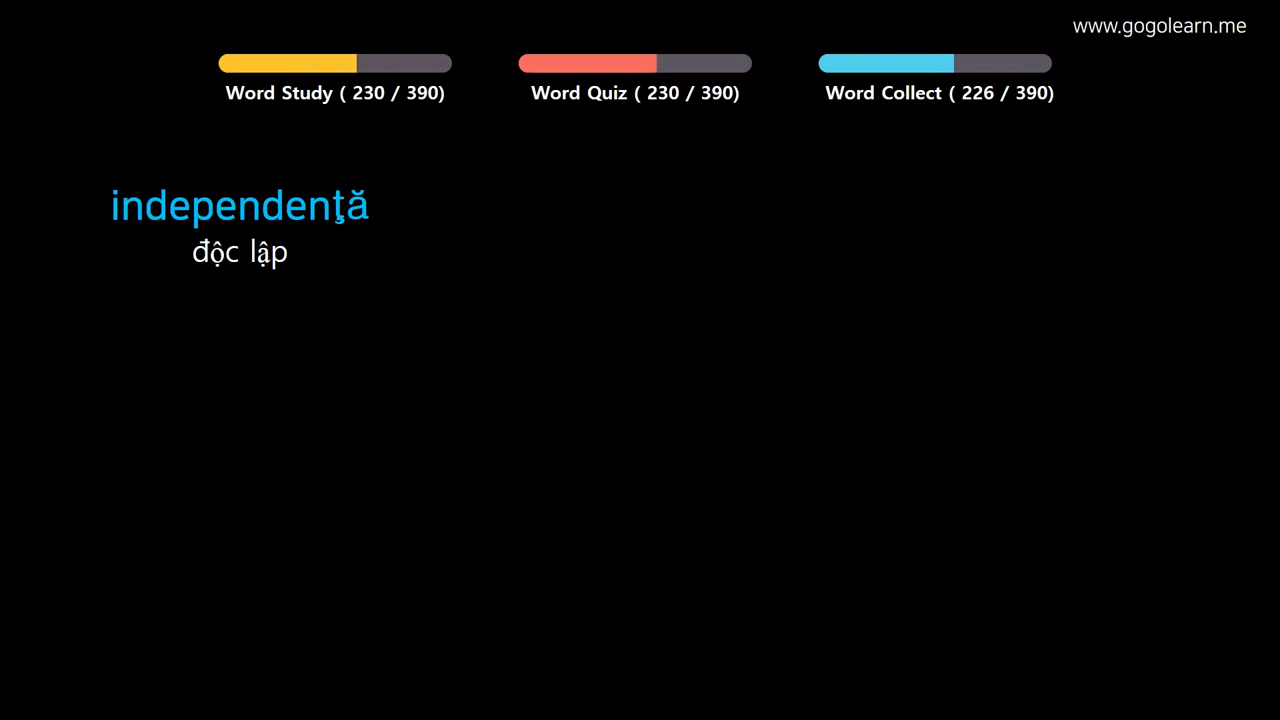 www.gogolearn.me
Word Study ( 230 / 390)
Word Quiz ( 230 / 390)
Word Collect ( 226 / 390)
independenţă
độc lập